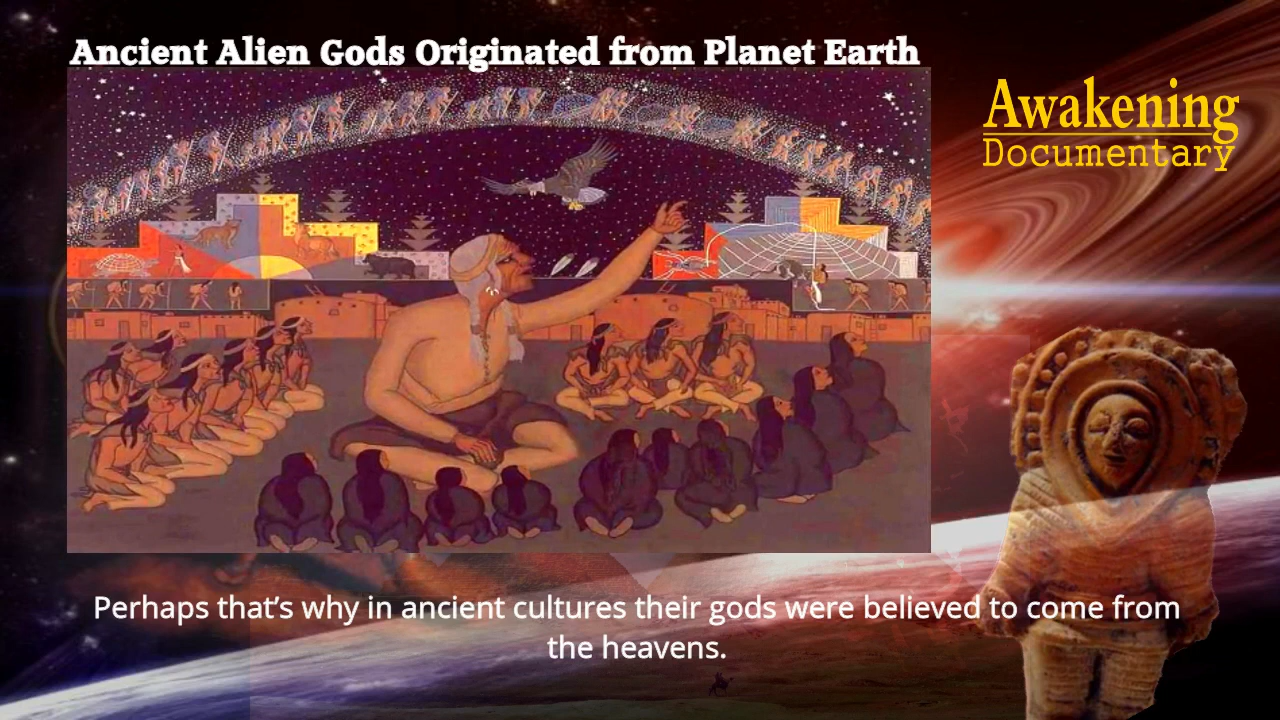 Ancient Alien Gods Originated from Planet Earth
Awakening
Documentary
Perhaps that’s why in ancient cultures their gods were believed to come from
the heavens.